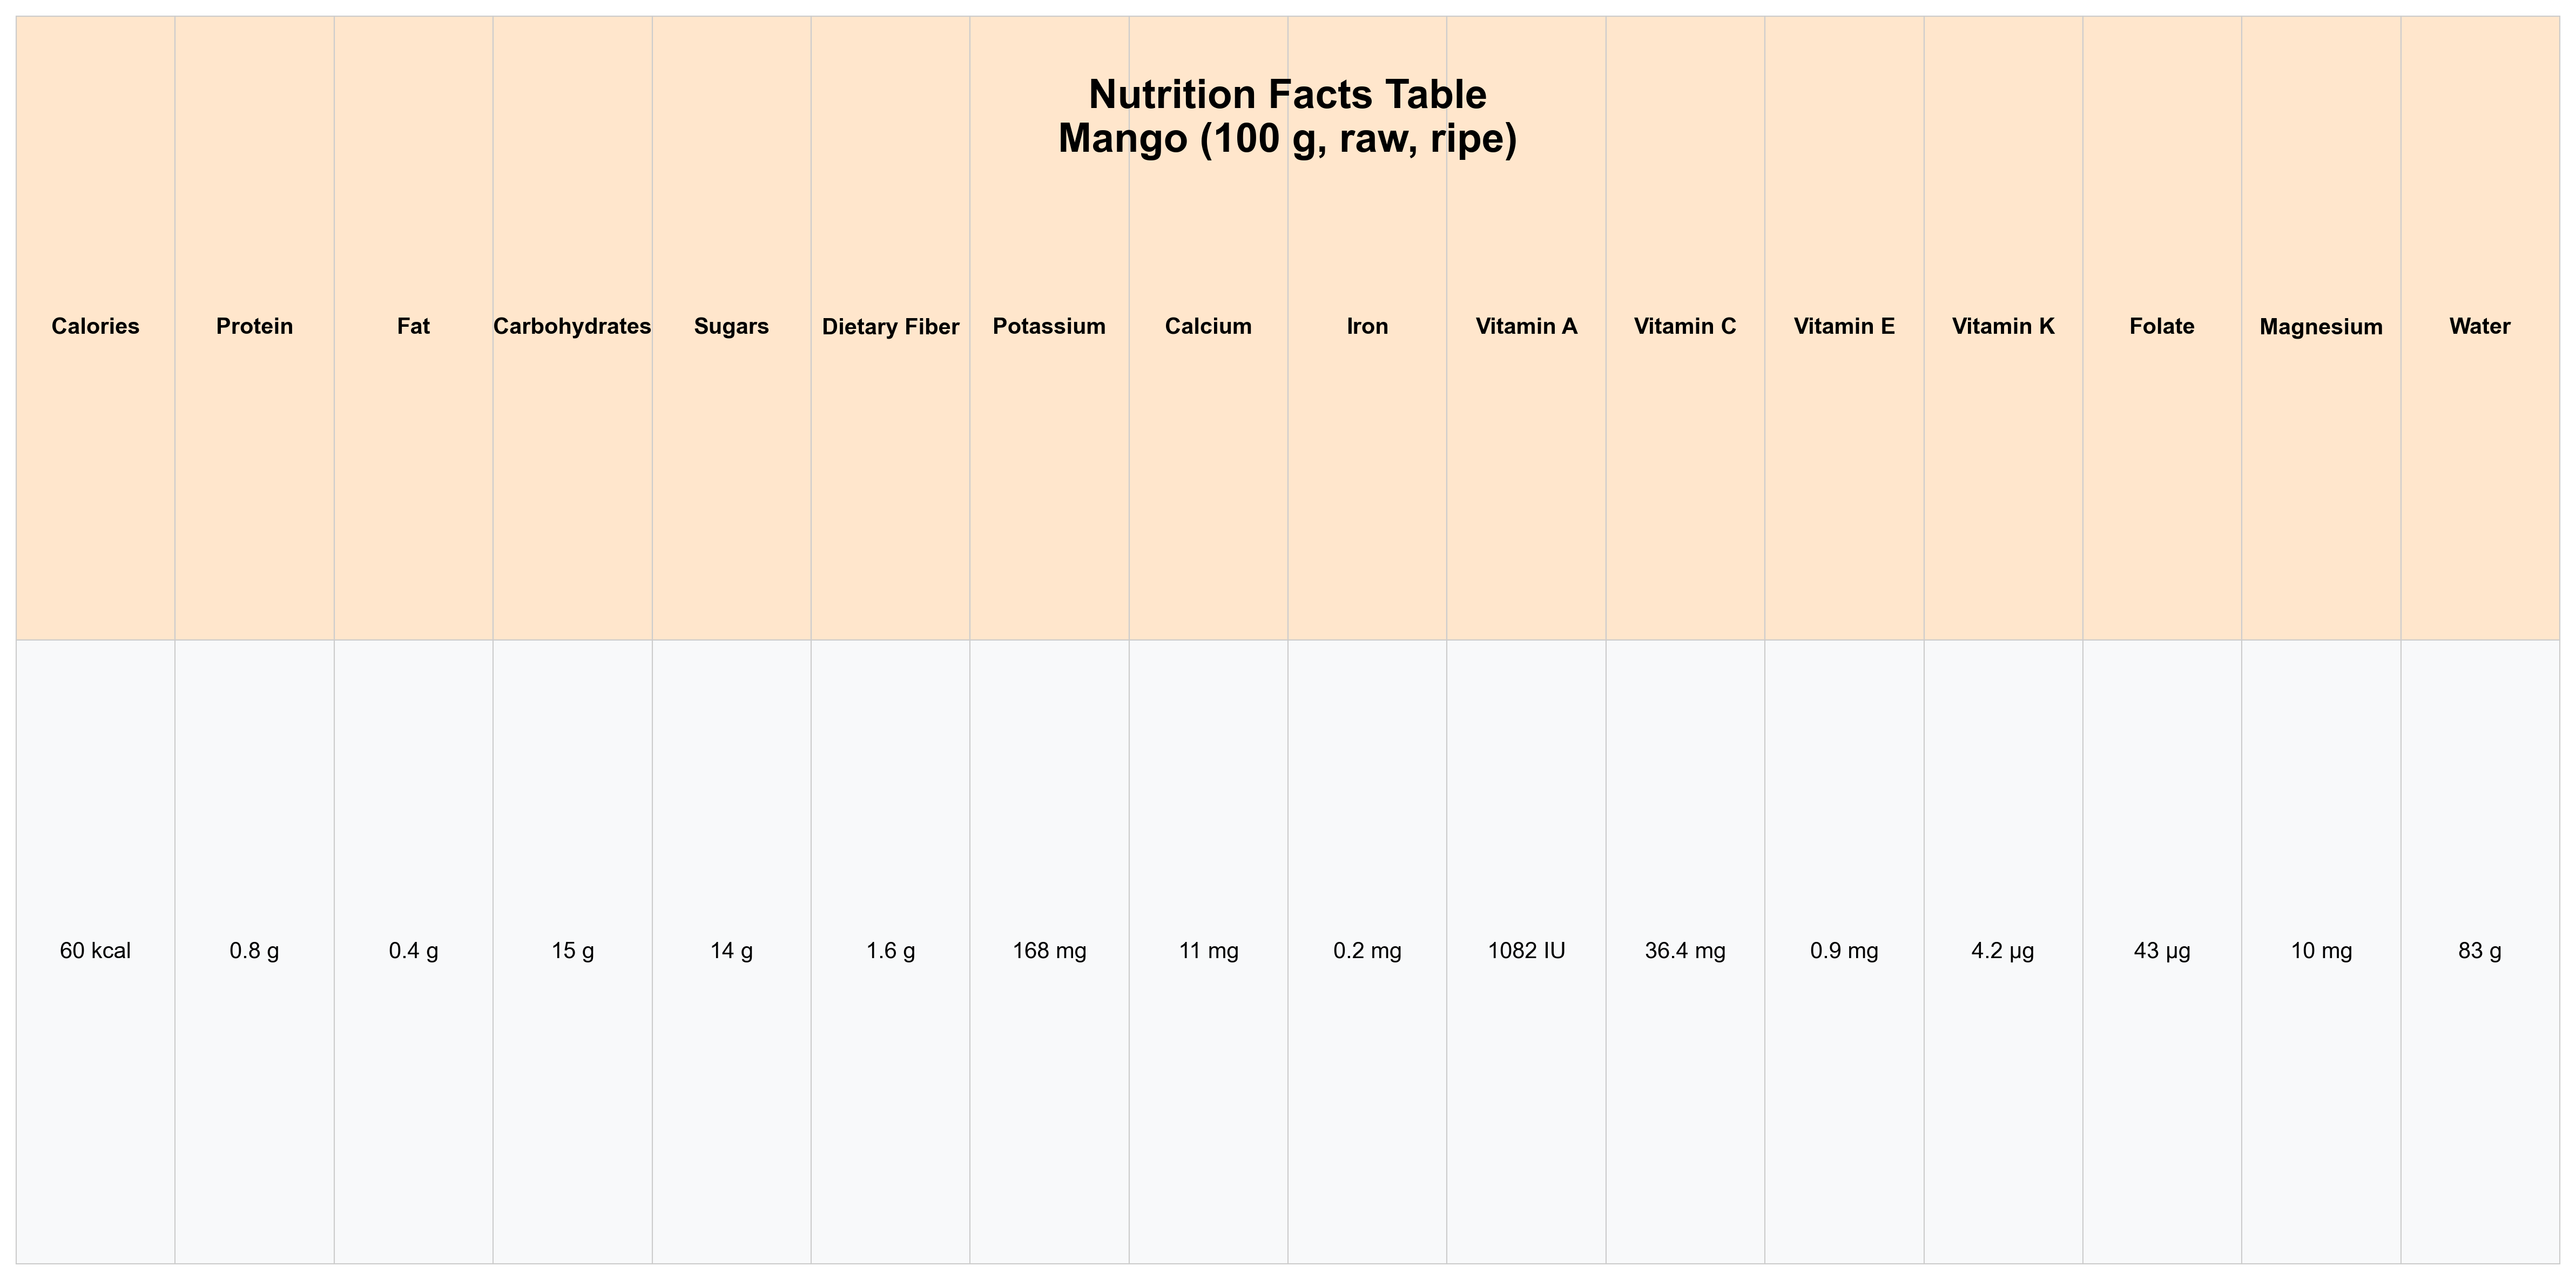 Nutrition Facts Table
Mango (100 g, raw, ripe)
Calories Protein Fat Carbohydrates Sugars Dietary Fiber Potassium Calcium Iron Vitamin A Vitamin C Vitamin E Vitamin K Folate Magnesium Water
60 kcal 0.8 g 0.4 g 15 g 14 g 1.6 g 168 mg 11 mg 0.2 mg 1082 IU 36.4 mg 0.9 mg 4.2 µg 43 µg 10 mg 83 g